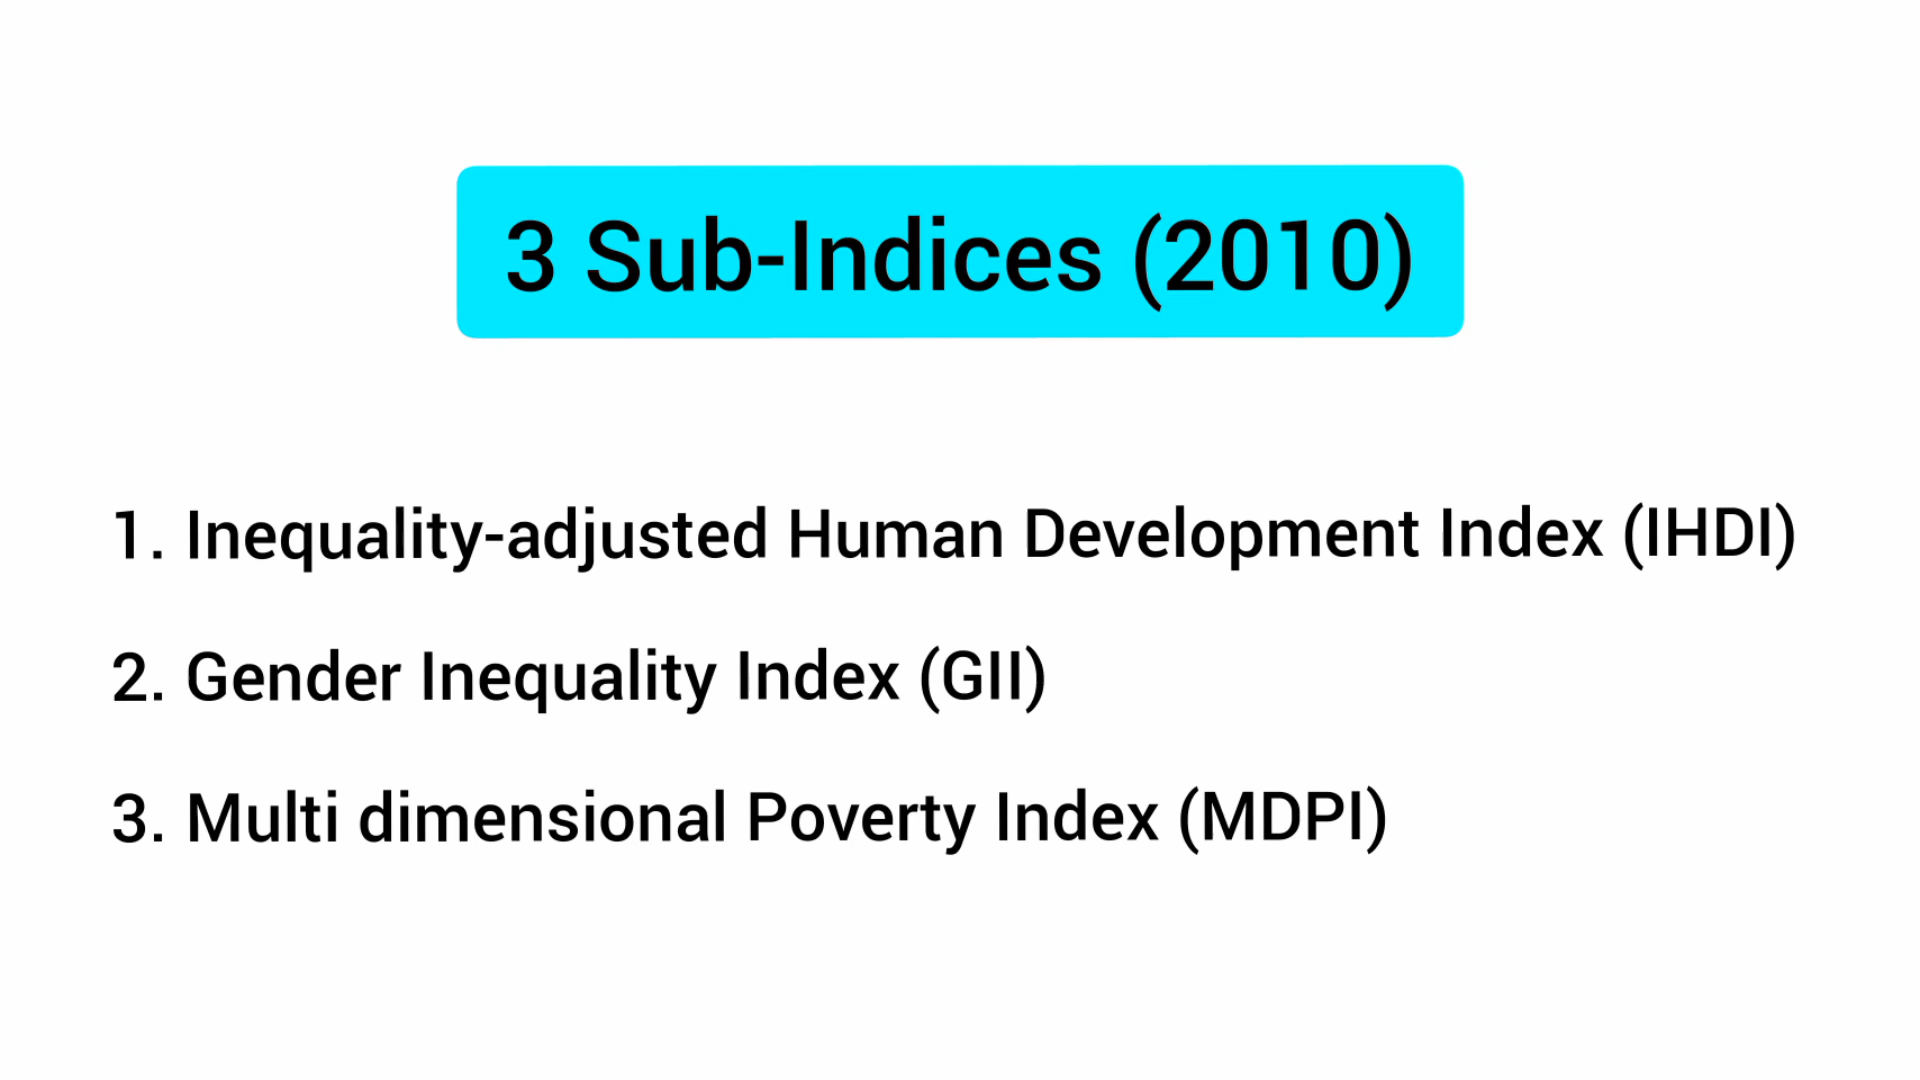 3 Sub-Indices (2010)
1. Inequality-adjusted Human Development Index (IHDI)
2. Gender Inequality Index (GII)
3. Multi dimensional Poverty Index (MDPI)